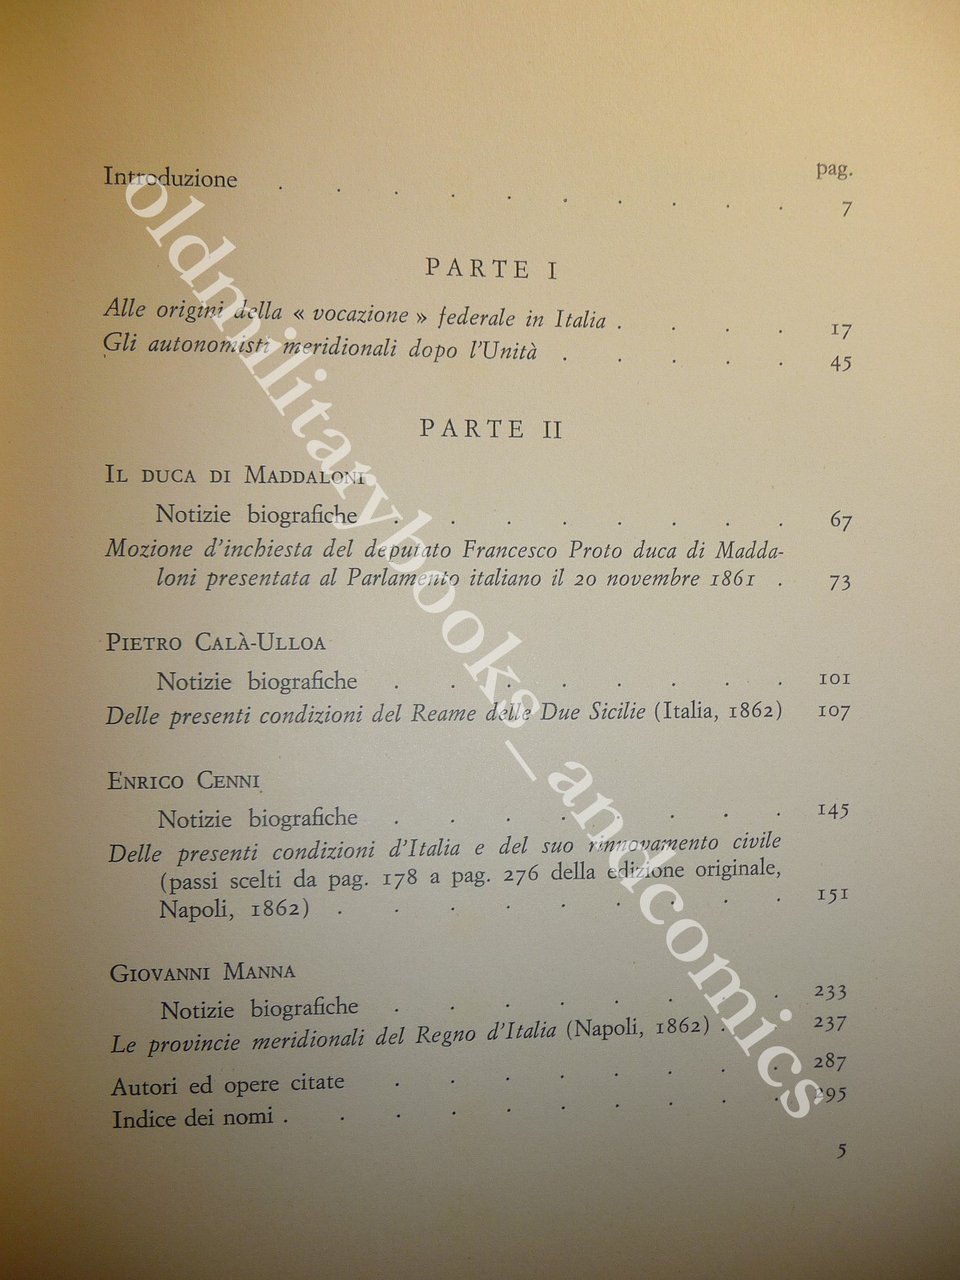 pag.
Introduzione . . . . . . . . . . 7
PARTE I
Alle origini della « vocazione » federale in Italia . . . . 17
Gli autonomisti meridionali dopo l'Unità . . . . . 45
PARTE II
IL DUCA DI MADDALONI
Notizie biografiche . . . . . . . . 67
Mozione d'inchiesta del deputato Francesco Proto duca di Madda-
loni presentata al Parlamento italiano il 20 novembre 1861 . 73
PIETRO CALÀ-ULLOA
Notizie biografiche . . . . . . . . 101
Delle presenti condizioni del Reame delle Due Sicilie (Italia, 1862) 107
ENRICO CENNI
Notizie biografiche . . . . . . . . 145
Delle presenti condizioni d'Italia e del suo rinnovamento civile
(passi scelti da pag. 178 a pag. 276 della edizione originale,
Napoli, 1862) . . . . . . . . . 151
GIOVANNI MANNA
Notizie biografiche . . . . . . . . 233
Le provincie meridionali del Regno d'Italia (Napoli, 1862) . . 237
Autori ed opere citate . . . . . . . . 287
Indice dei nomi . . . . . . . . . . 295
5
oldmilitarybooks_andcomics